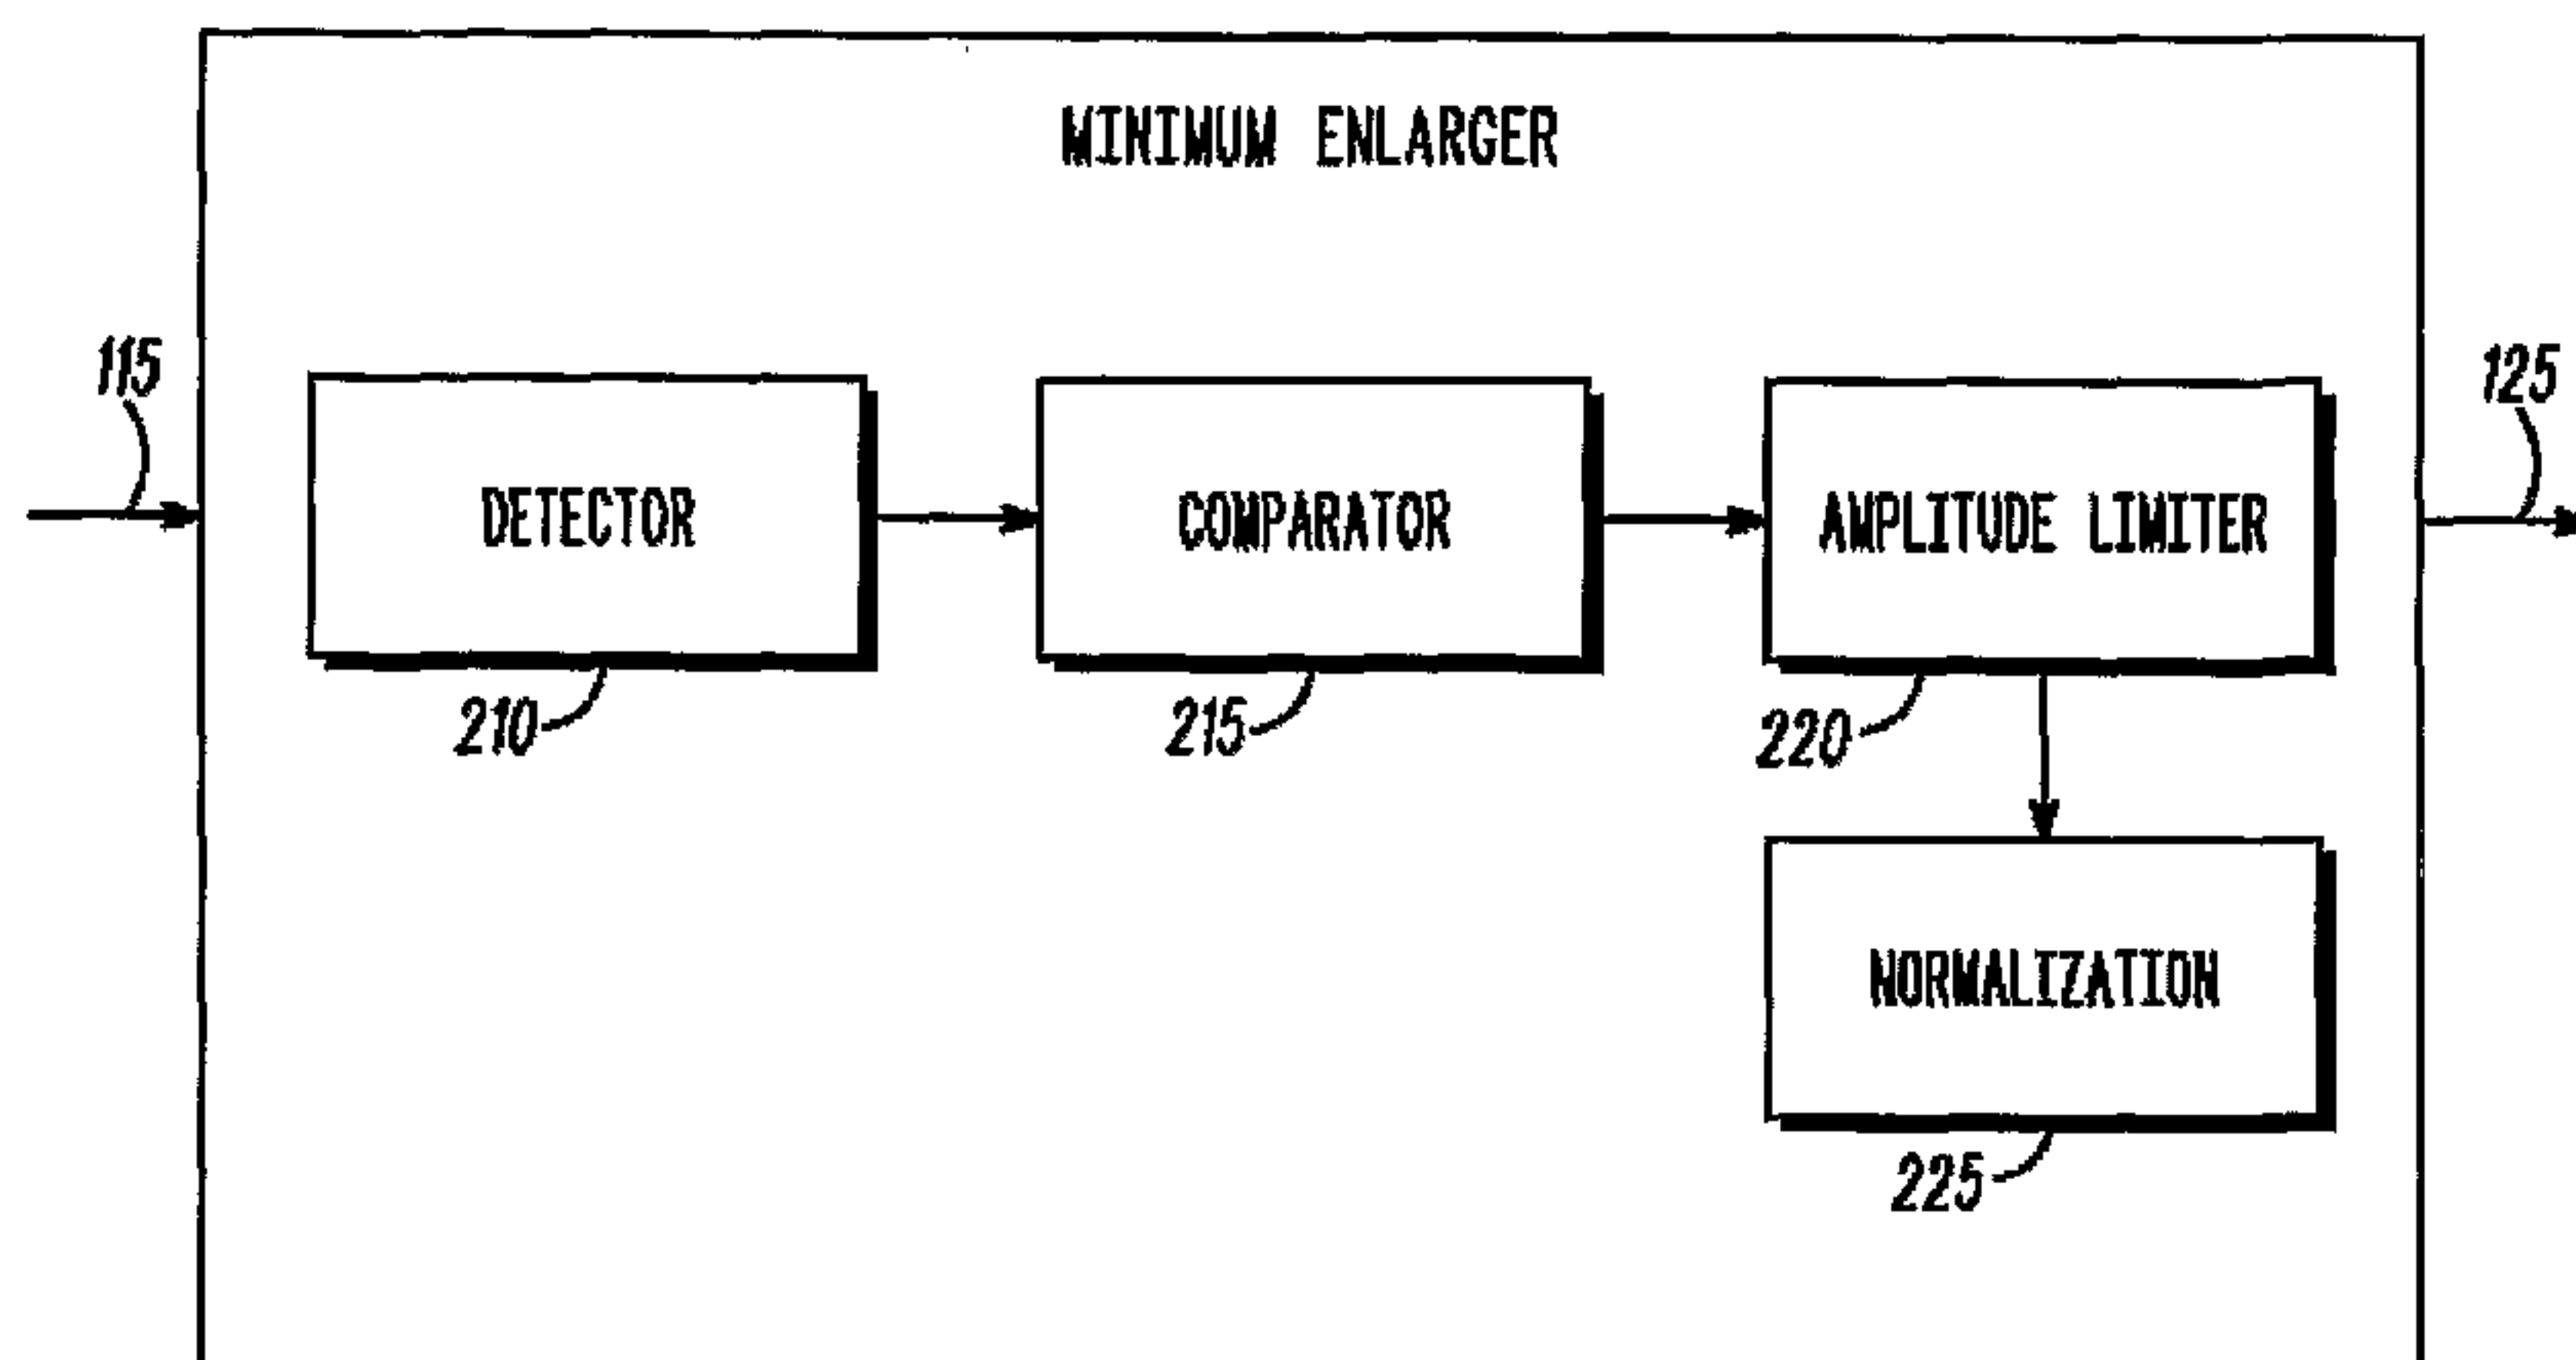 MINIMUM ENLARGER
115
125
DETECTOR
COMPARATOR
AMPLITUDE LIMITER
210
215
220
NORMALIZATION
225